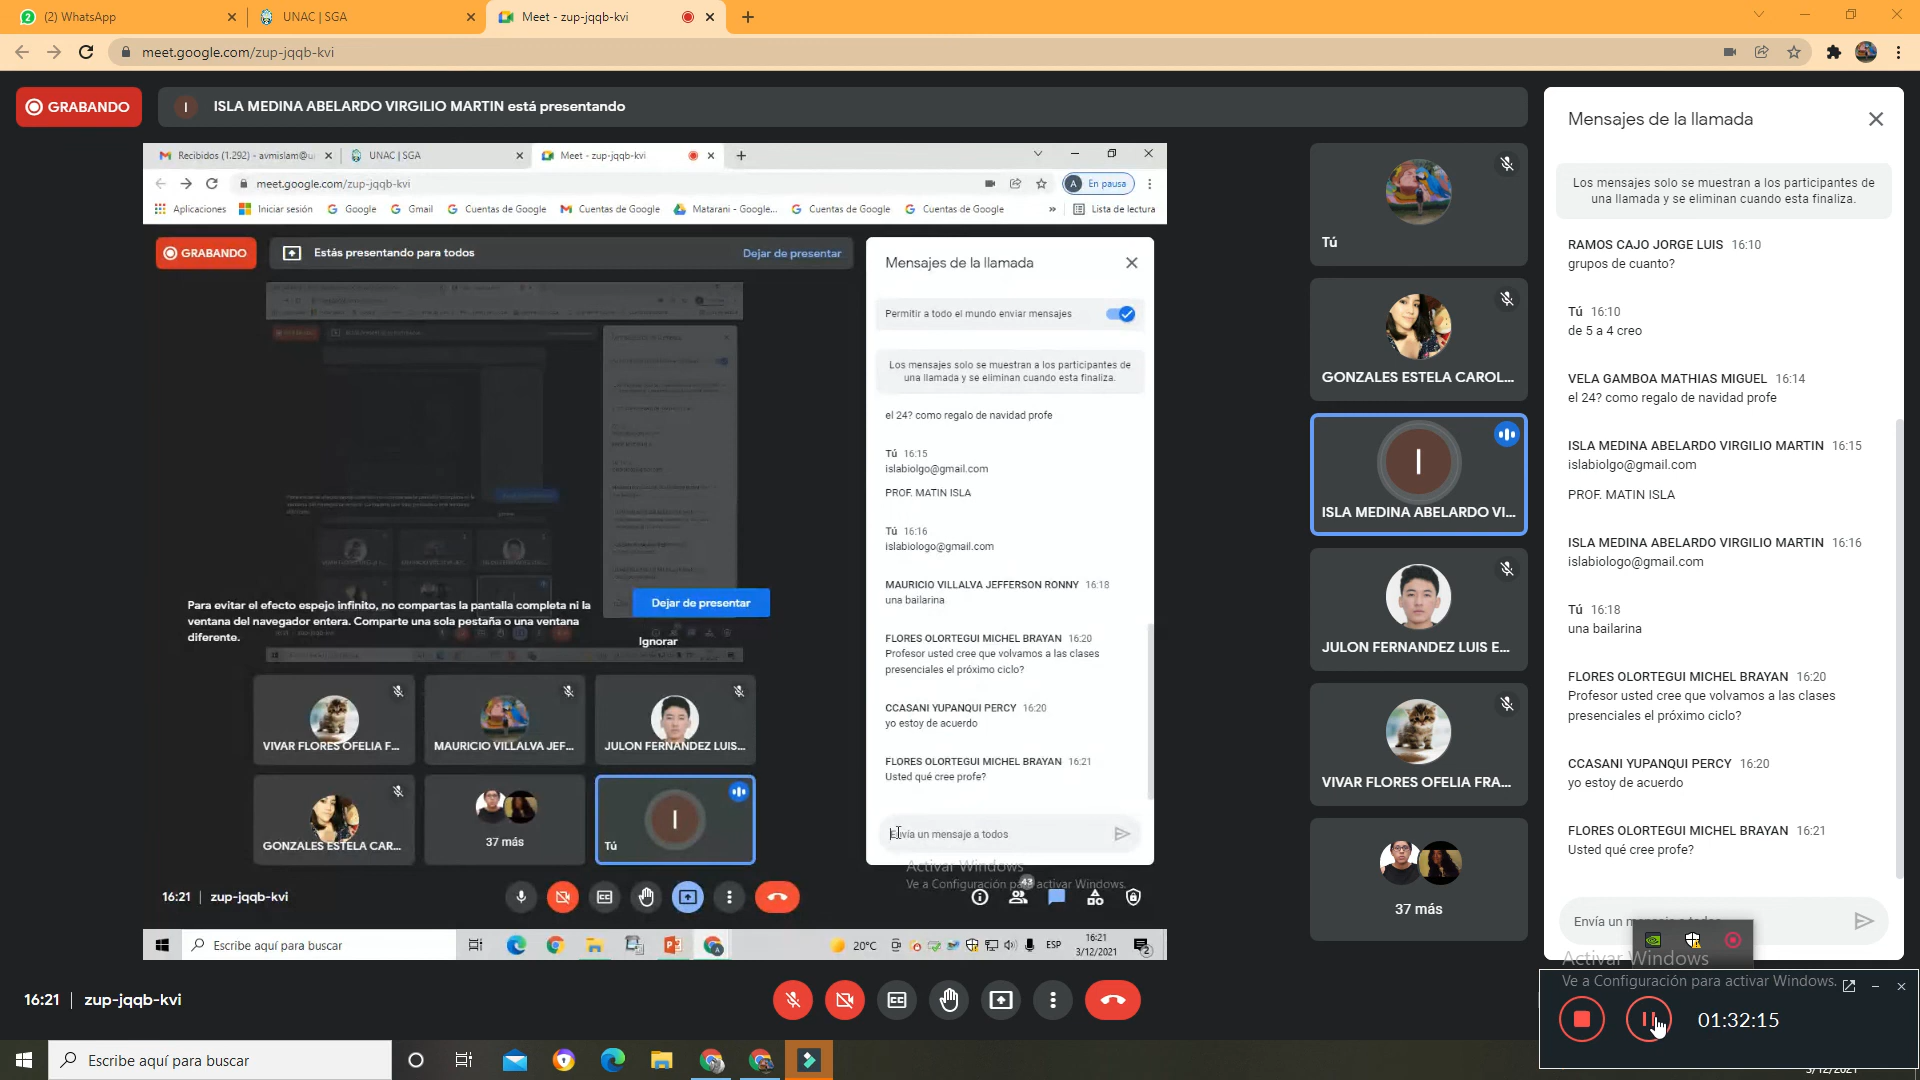 (2) WhatsApp
UNAC | SGA
Meet - zup-jqqb-kvi
meet.google.com/zup-jqqb-kvi
GRABANDO
I
ISLA MEDINA ABELARDO VIRGILIO MARTIN está presentando
Recibidos (1.292) - avmislam@u
UNAC | SGA
Meet - zup-jqqb-kvi
meet.google.com/zup-jqqb-kvi
A En pausa
Aplicaciones
Iniciar sesión
Google
Gmail
Cuentas de Google
Cuentas de Google
Matarani - Google...
Cuentas de Google
Cuentas de Google
»
Lista de lectura
GRABANDO
Estás presentando para todos
Dejar de presentar
Para evitar el efecto espejo infinito, no compartas la pantalla completa ni la
ventana del navegador entera. Comparte una sola pestaña o una ventana
diferente.
Dejar de presentar
Ignorar
VIVAR FLORES OFELIA F...
MAURICIO VILLALVA JEF...
JULON FERNANDEZ LUIS...
GONZALES ESTELA CAR...
37 más
I
Tú
Mensajes de la llamada
Permitir a todo el mundo enviar mensajes
Los mensajes solo se muestran a los participantes de
una llamada y se eliminan cuando esta finaliza.
el 24? como regalo de navidad profe
Tú 16:15
islabiolgo@gmail.com
PROF. MATIN ISLA
Tú 16:16
islabiologo@gmail.com
MAURICIO VILLALVA JEFFERSON RONNY 16:18
una bailarina
FLORES OLORTEGUI MICHEL BRAYAN 16:20
Profesor usted cree que volvamos a las clases
presenciales el próximo ciclo?
CCASANI YUPANQUI PERCY 16:20
yo estoy de acuerdo
FLORES OLORTEGUI MICHEL BRAYAN 16:21
Usted qué cree profe?
Envía un mensaje a todos
Activar Windows
Ve a Configuración para activar Windows.
16:21 | zup-jqqb-kvi
43
Escribe aquí para buscar
20°C
ESP
16:21
3/12/2021
2
Tú
GONZALES ESTELA CAROL...
I
ISLA MEDINA ABELARDO VI...
JULON FERNANDEZ LUIS E...
VIVAR FLORES OFELIA FRA...
37 más
Mensajes de la llamada
Los mensajes solo se muestran a los participantes de
una llamada y se eliminan cuando esta finaliza.
RAMOS CAJO JORGE LUIS 16:10
grupos de cuanto?
Tú 16:10
de 5 a 4 creo
VELA GAMBOA MATHIAS MIGUEL 16:14
el 24? como regalo de navidad profe
ISLA MEDINA ABELARDO VIRGILIO MARTIN 16:15
islabiolgo@gmail.com
PROF. MATIN ISLA
ISLA MEDINA ABELARDO VIRGILIO MARTIN 16:16
islabiologo@gmail.com
Tú 16:18
una bailarina
FLORES OLORTEGUI MICHEL BRAYAN 16:20
Profesor usted cree que volvamos a las clases
presenciales el próximo ciclo?
CCASANI YUPANQUI PERCY 16:20
yo estoy de acuerdo
FLORES OLORTEGUI MICHEL BRAYAN 16:21
Usted qué cree profe?
Envía un mensaje a todos
Activar Windows
Ve a Configuración para activar Windows.
01:32:15
16:21 | zup-jqqb-kvi
Escribe aquí para buscar
3/12/2021